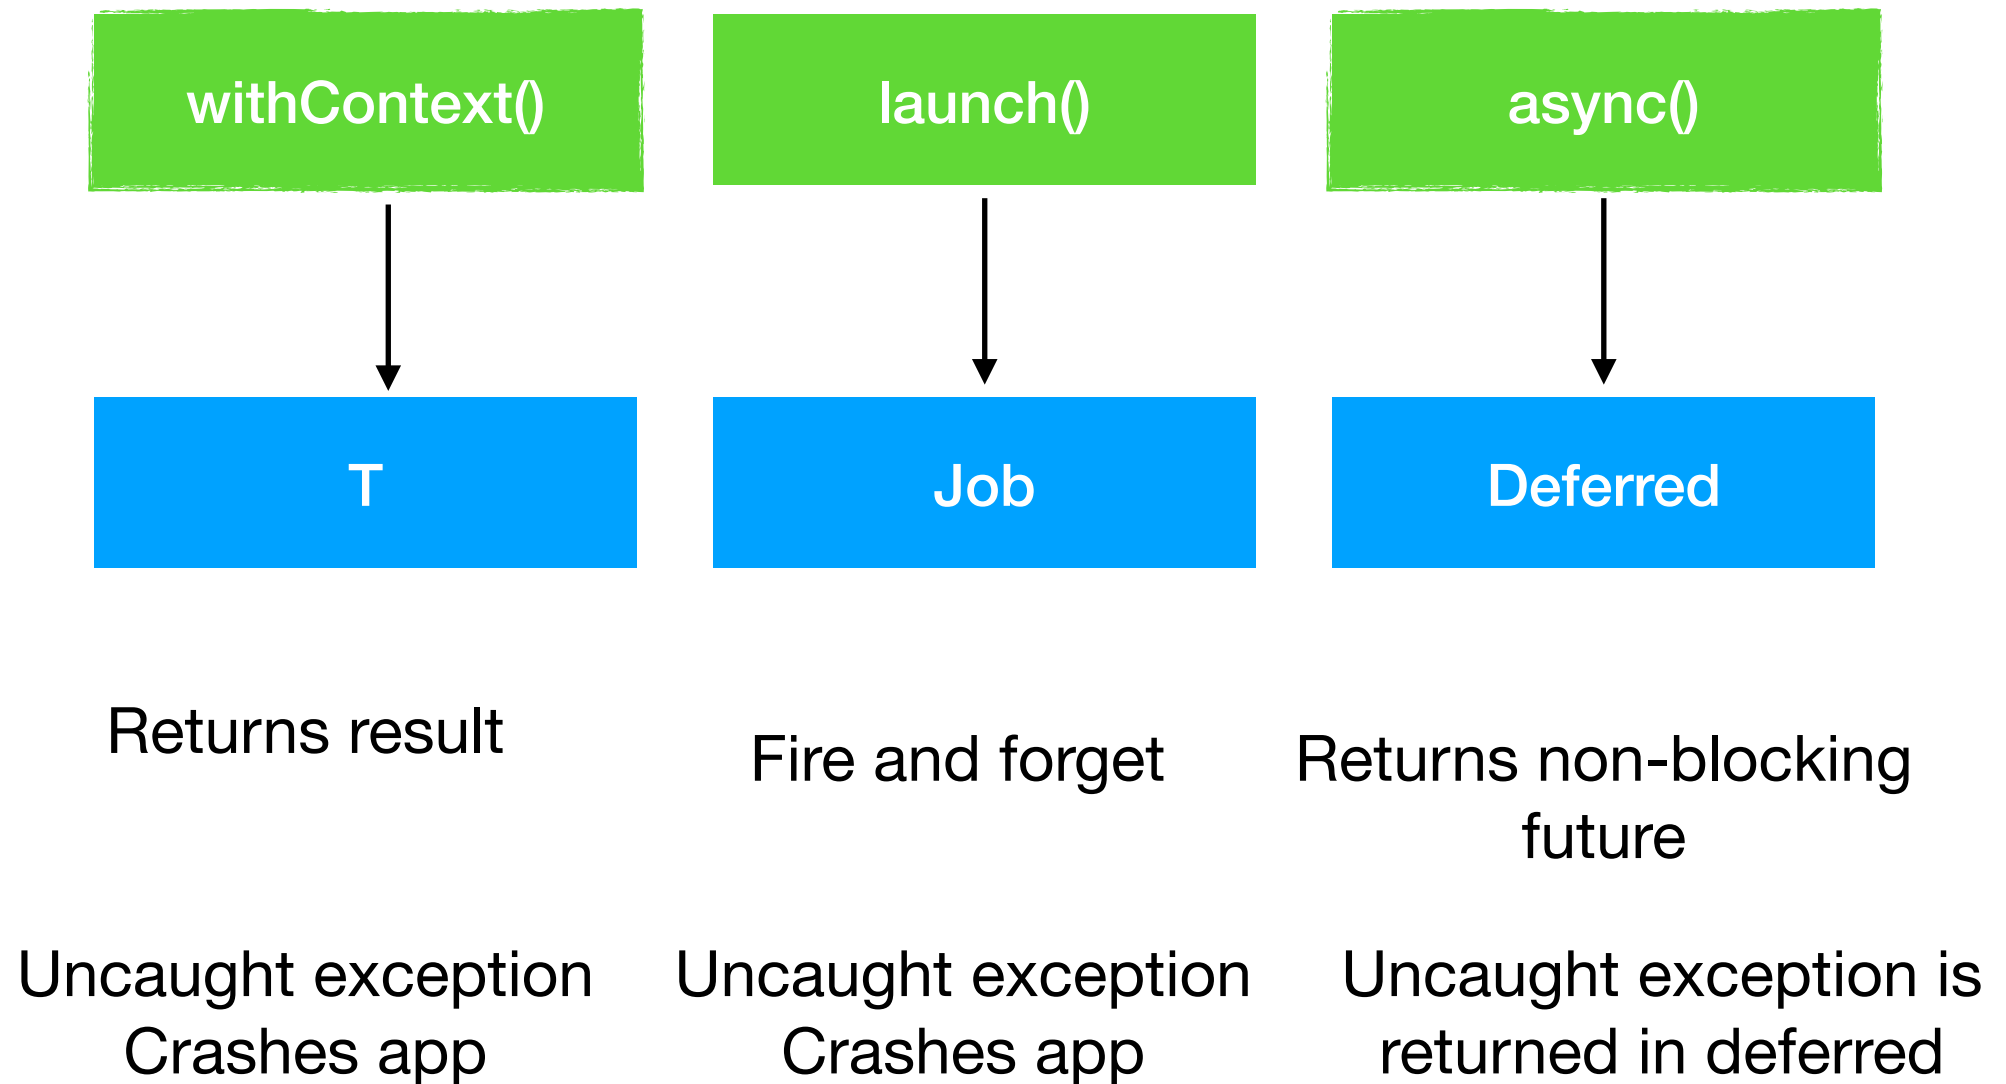 withContext()
launch()
async()
T
Job
Deferred
Returns result
Fire and forget
Returns non-blocking
future
Uncaught exception
Crashes app
Uncaught exception
Crashes app
Uncaught exception is
returned in deferred